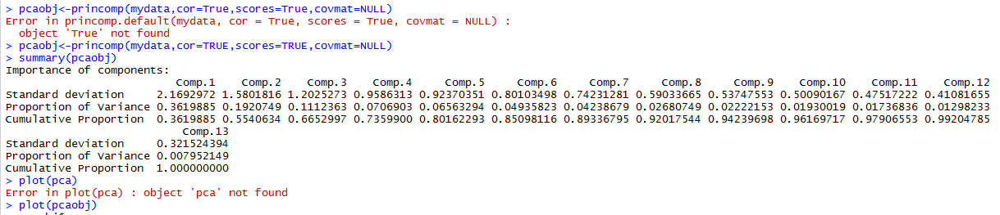 > pcaobj<-princomp(mydata,cor=True,scores=True,covmat=NULL)
Error in princomp.default(mydata, cor = True, scores = True, covmat = NULL) :
object 'True' not found
> pcaobj<-princomp(mydata,cor=TRUE,scores=TRUE,covmat=NULL)
> summary(pcaobj)
Importance of components:
Comp.1 Comp.2 Comp.3 Comp.4 Comp.5 Comp.6 Comp.7 Comp.8 Comp.9 Comp.10 Comp.11 Comp.12
Standard deviation 2.1692972 1.5801816 1.2025273 0.9586313 0.92370351 0.80103498 0.74231281 0.59033665 0.53747553 0.50090167 0.47517222 0.41081655
Proportion of Variance 0.3619885 0.1920749 0.1112363 0.0706903 0.06563294 0.04935823 0.04238679 0.02680749 0.02222153 0.01930019 0.01736836 0.01298233
Cumulative Proportion 0.3619885 0.5540634 0.6652997 0.7359900 0.80162293 0.85098116 0.89336795 0.92017544 0.94239698 0.96169717 0.97906553 0.99204785
Comp.13
Standard deviation 0.321524394
Proportion of Variance 0.007952149
Cumulative Proportion 1.000000000
> plot(pca)
Error in plot(pca) : object 'pca' not found
> plot(pcaobj)